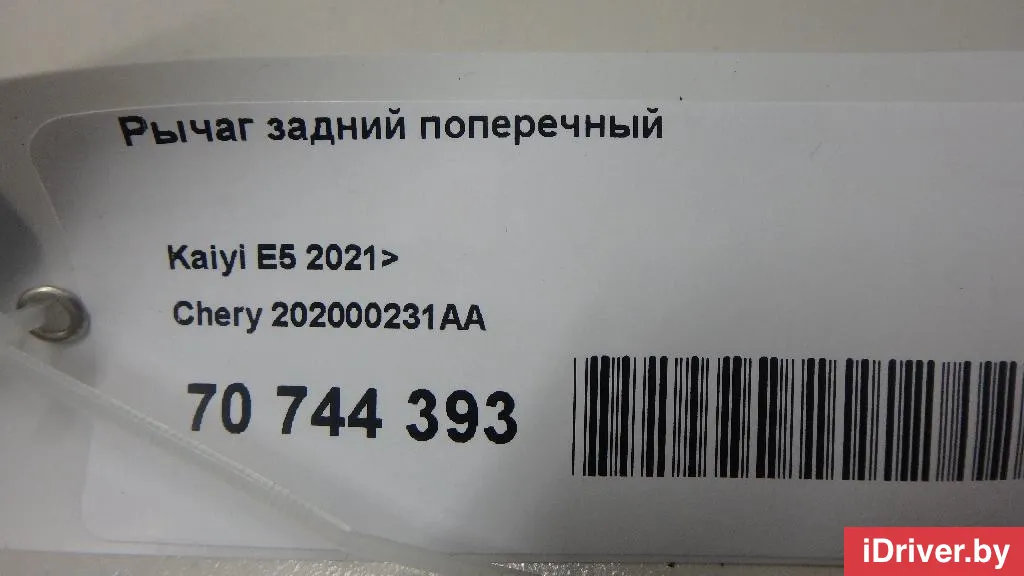 Рычаг задний поперечный
Kaiyi E5 2021>
Chery 202000231AA
70 744 393
iDriver.by